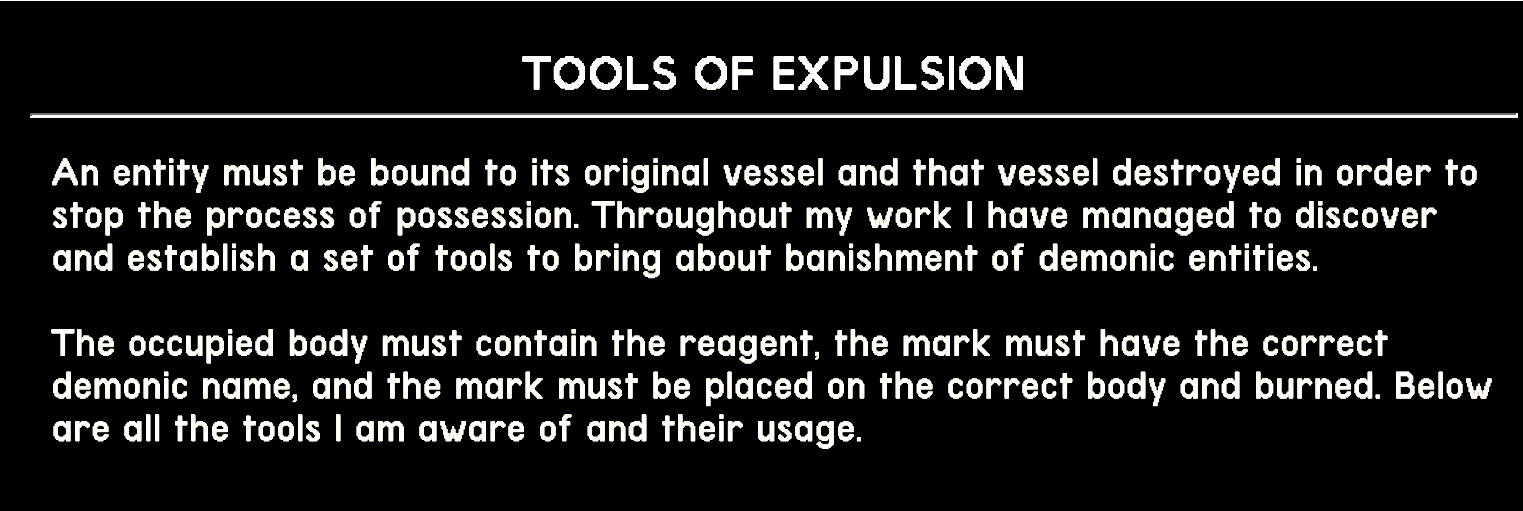 TOOLS OF EXPULSION
An entity must be bound to its original vessel and that vessel destroyed in order to
stop the process of possession. Throughout my work I have managed to discover
and establish a set of tools to bring about banishment of demonic entities.
The occupied body must contain the reagent, the mark must have the correct
demonic name, and the mark must be placed on the correct body and burned. Below
are all the tools I am aware of and their usage.